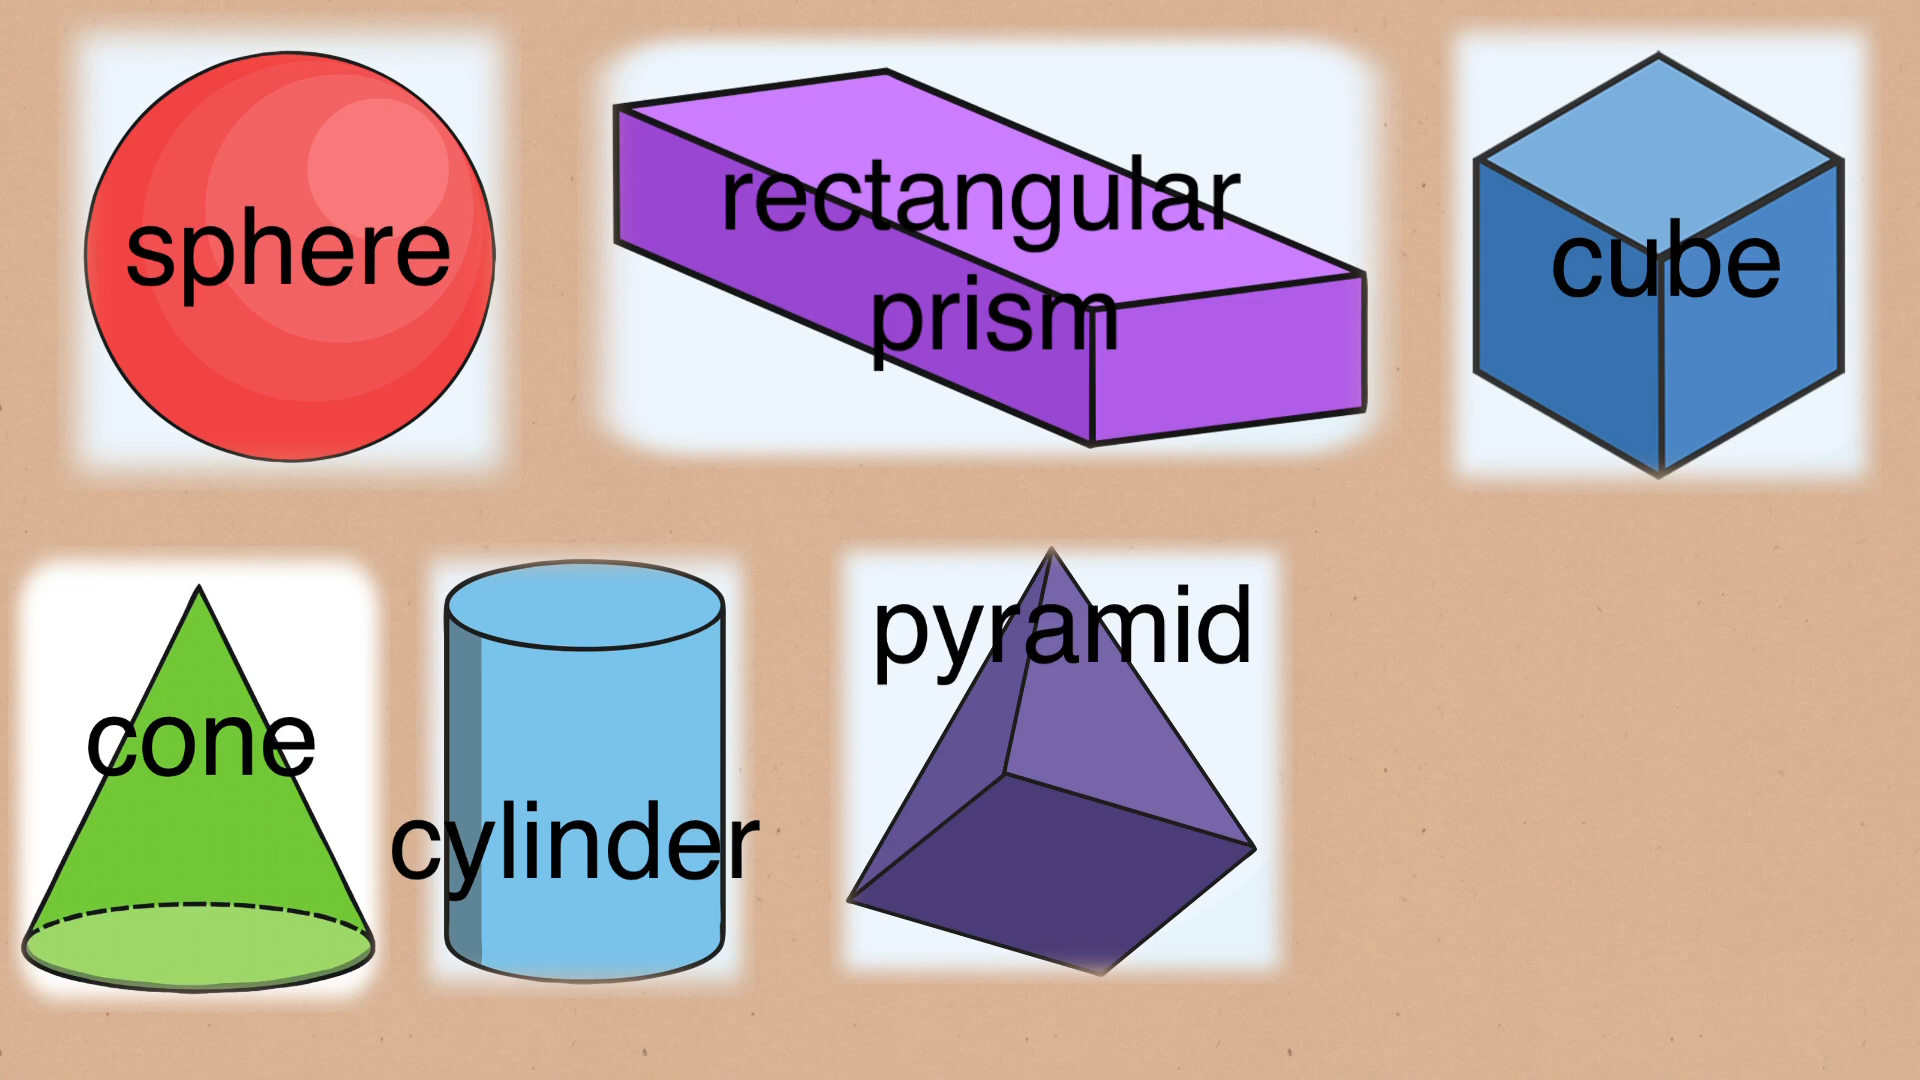 sphere
rectangular
prism
cube
cone
cylinder
pyramid